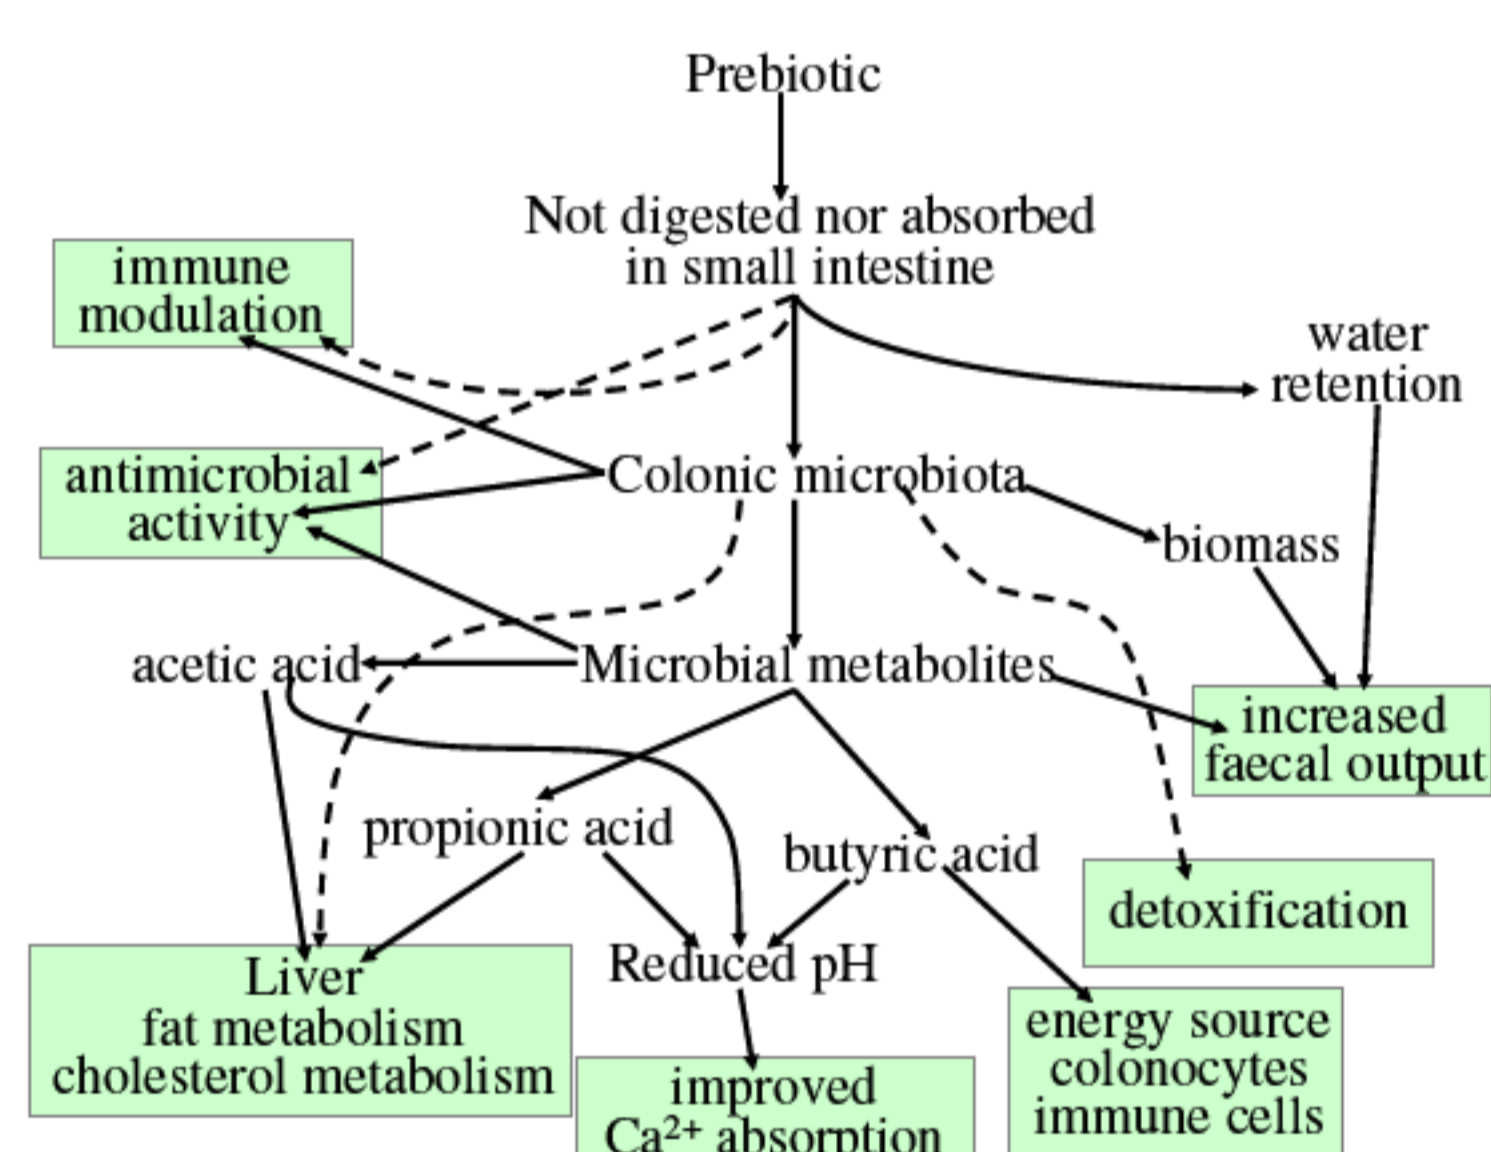 Prebiotic
Not digested nor absorbed
in small intestine
immune
modulation
water
retention
antimicrobial
activity
Colonic microbiota
biomass
acetic acid
Microbial metabolites
increased
faecal output
propionic acid
butyric acid
detoxification
Liver
fat metabolism
cholesterol metabolism
Reduced pH
energy source
colonocytes
immune cells
improved
Ca²⁺ absorption